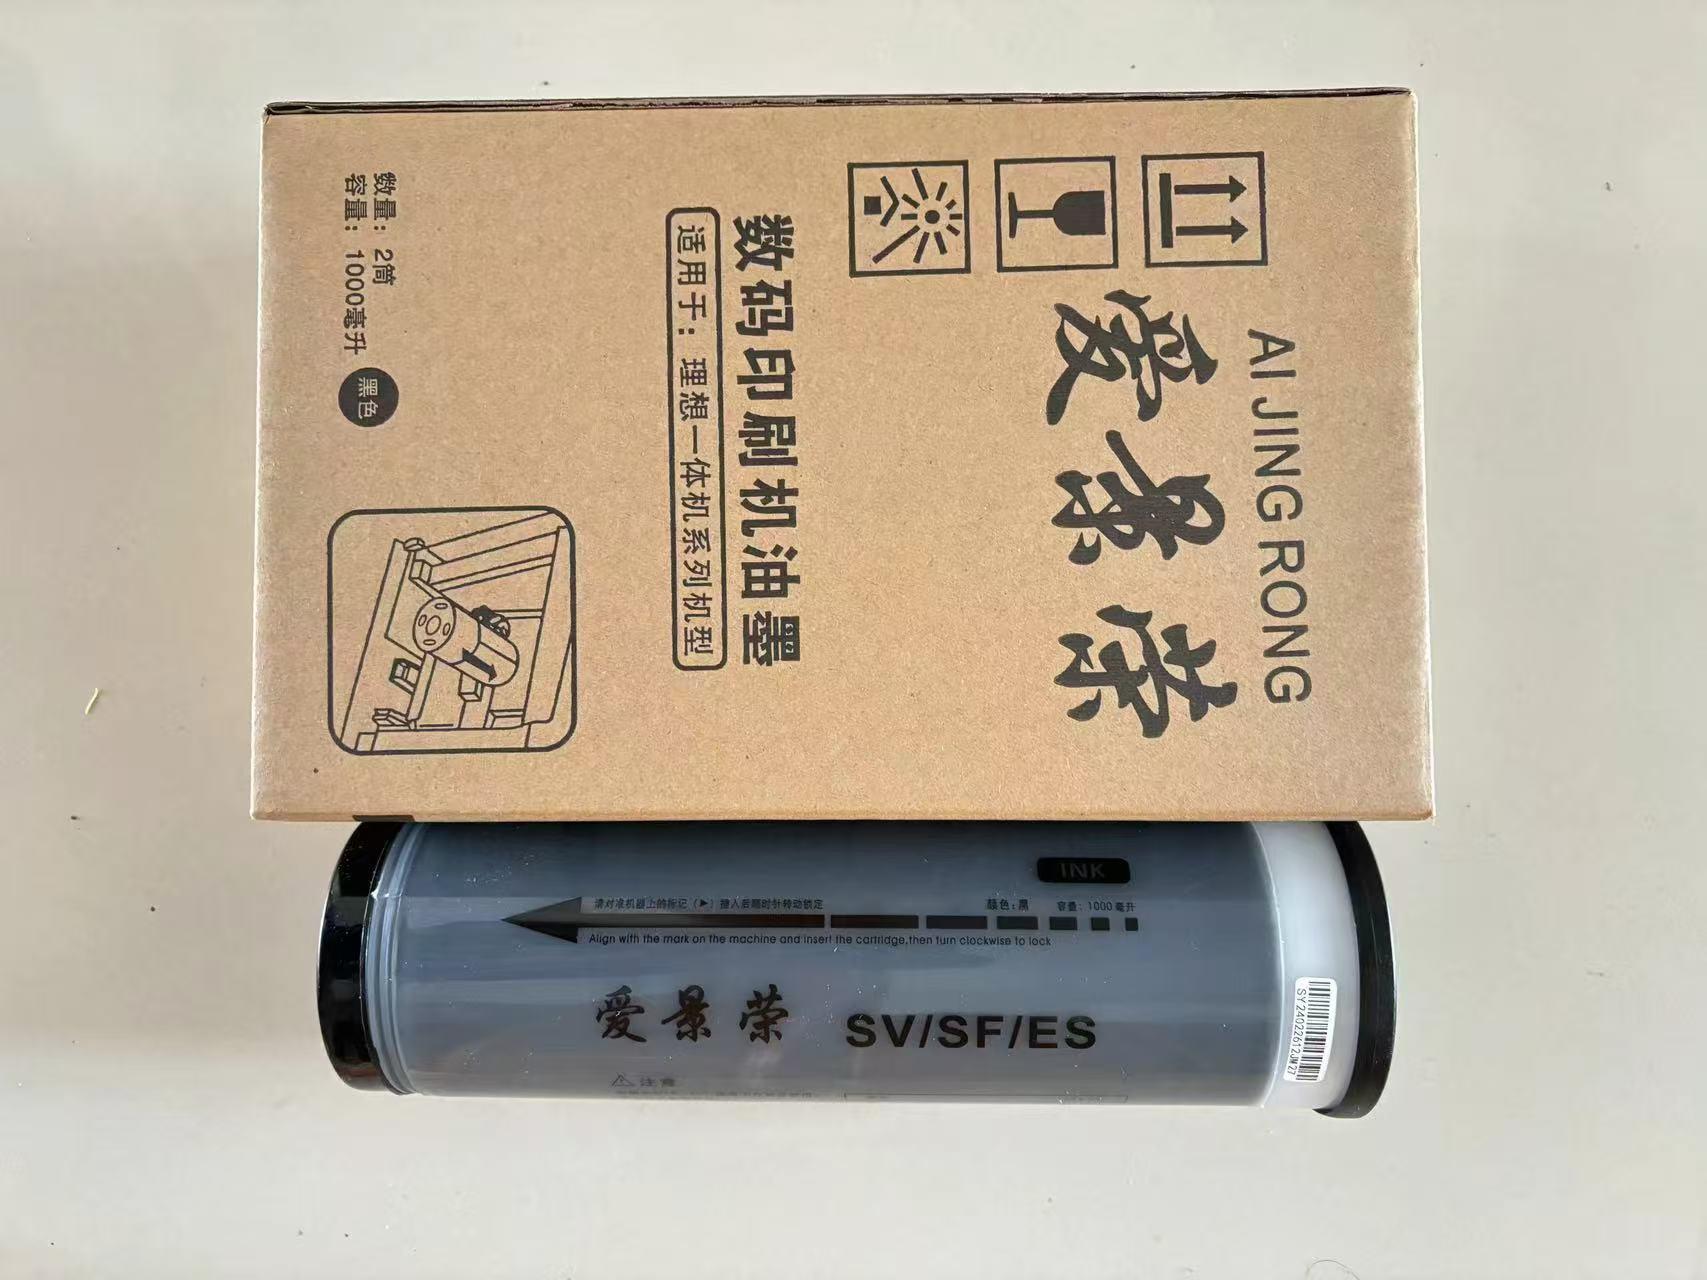 AI JING RONG
爱景荣
数码印刷机油墨
适用于：理想一体机系列机型
数量：2筒
容量：1000毫升
黑色
INK
请对准机器上的标记（▶）插入后顺时针转动锁定
颜色：黑
容量：1000毫升
Align with the mark on the machine and insert the cartridge,then turn clockwise to lock
爱景荣 SV/SF/ES
SY24022612JW27
注意